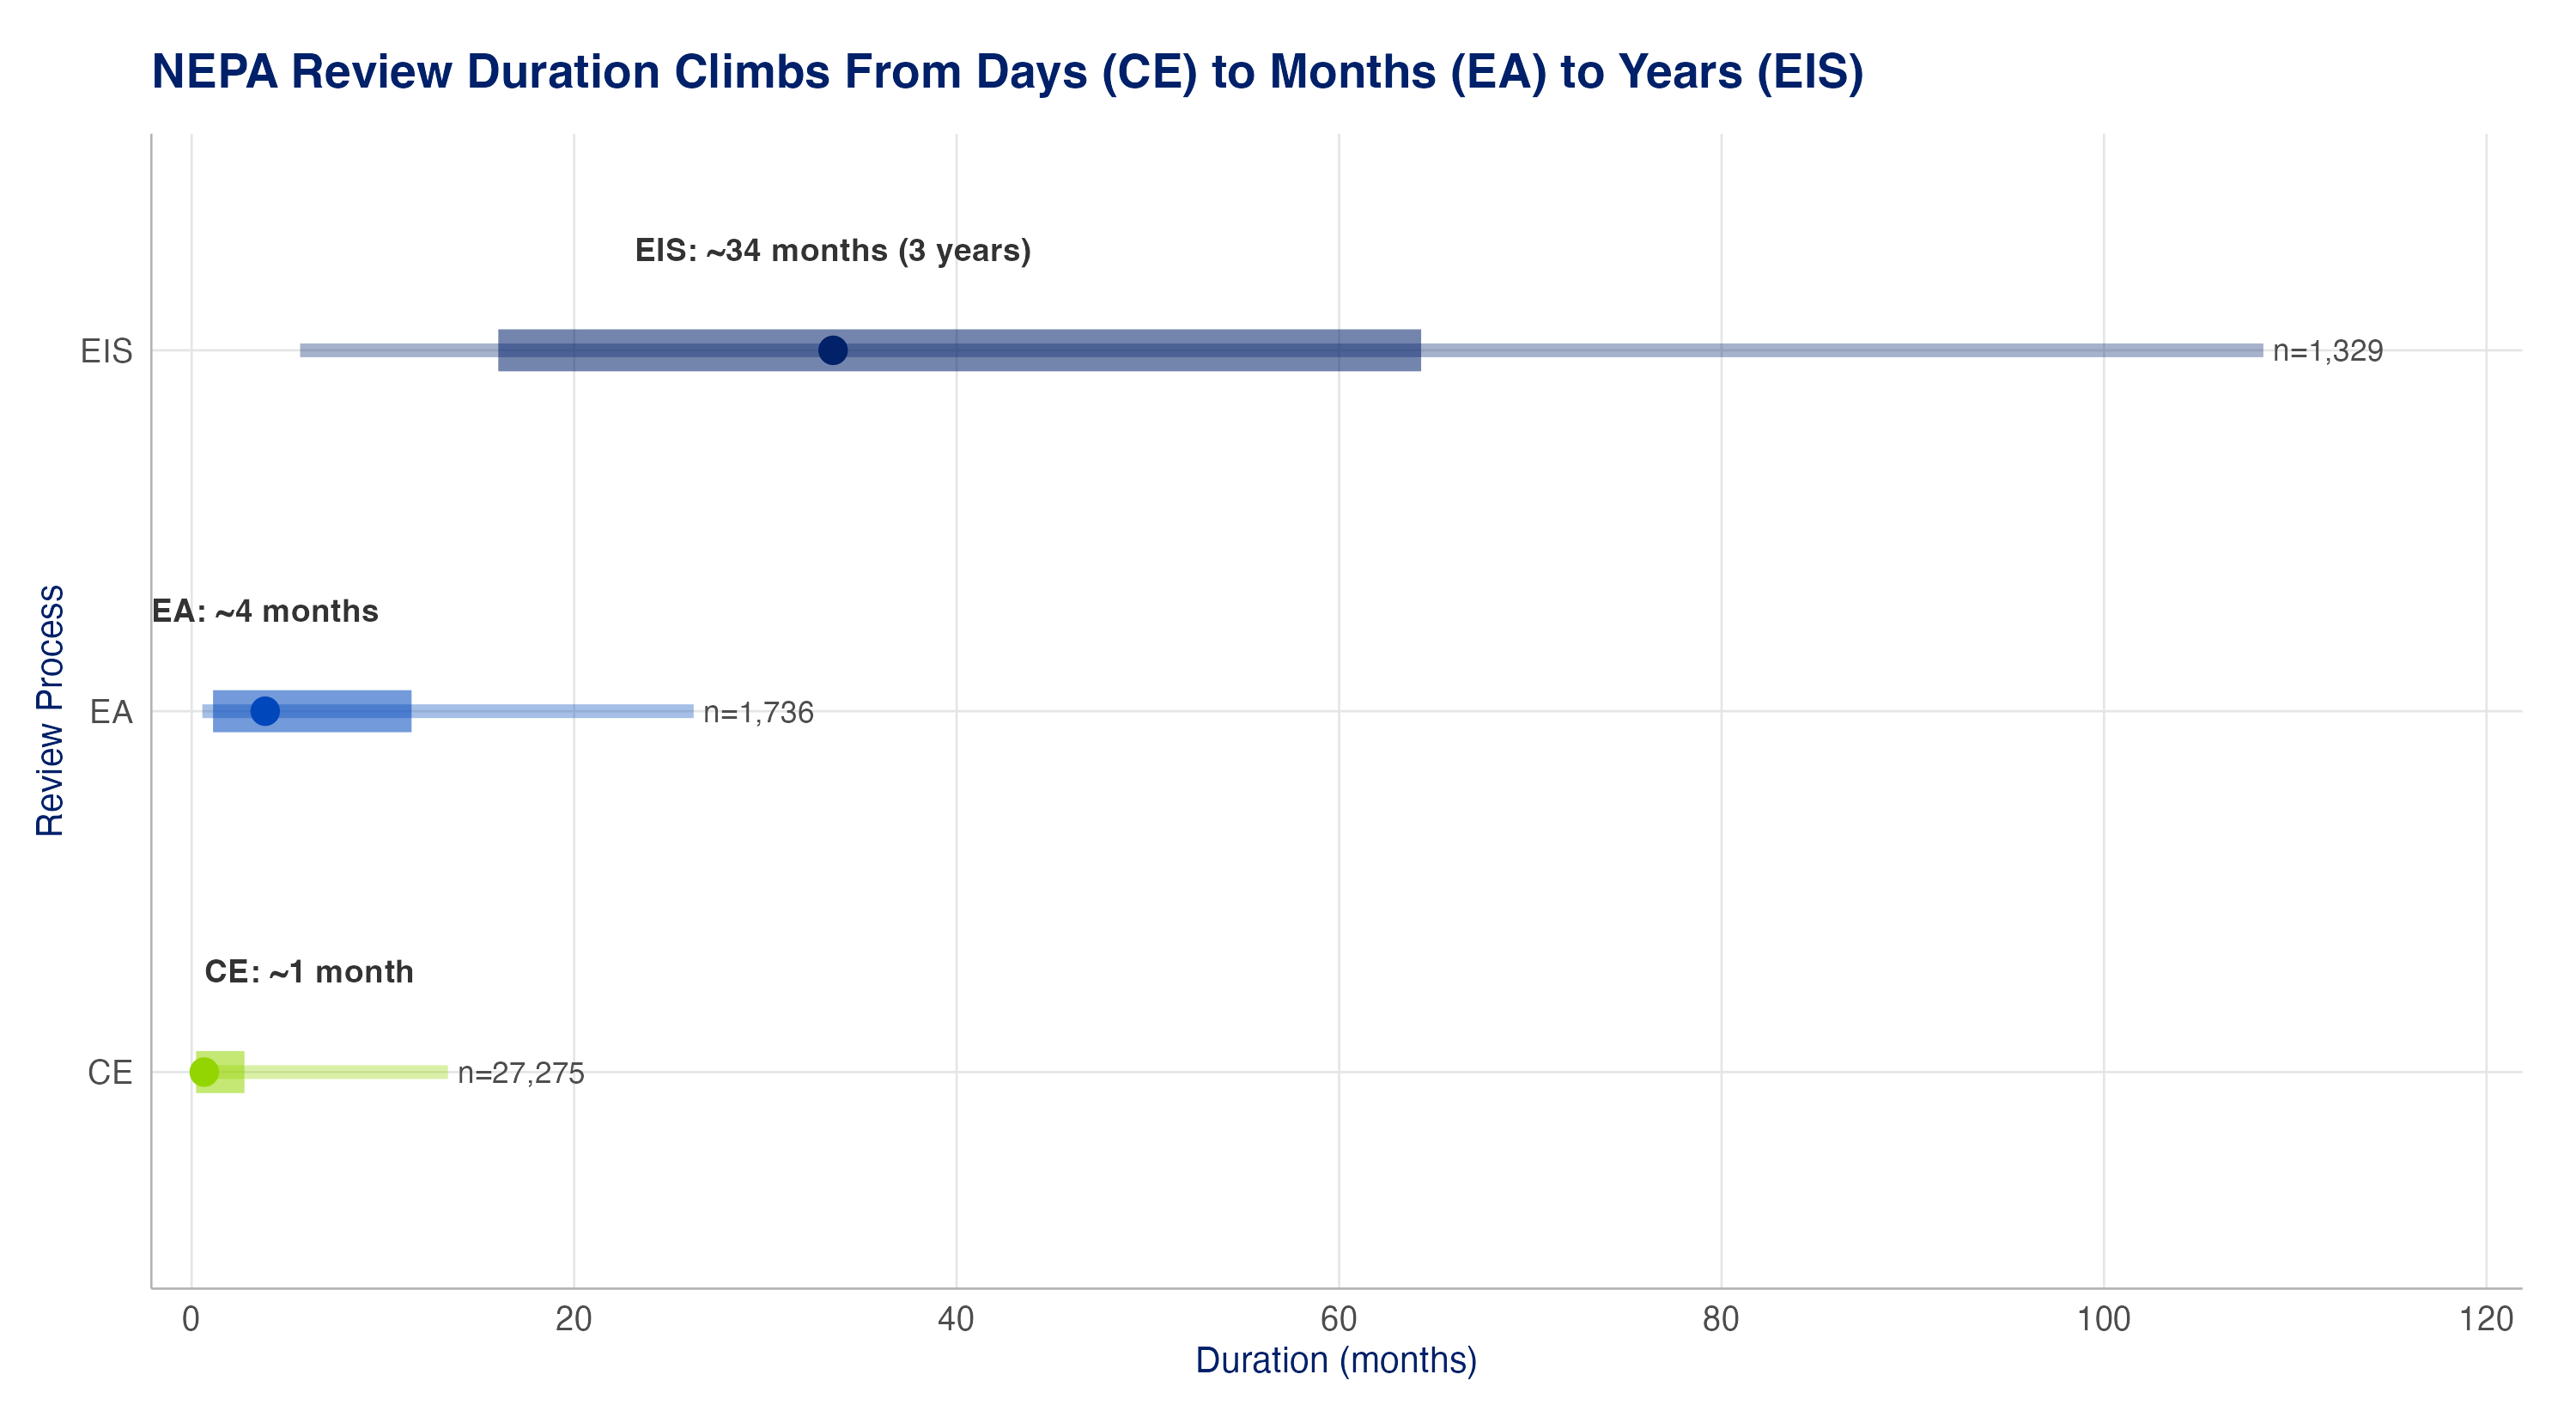 NEPA Review Duration Climbs From Days (CE) to Months (EA) to Years (EIS)
EIS: ~34 months (3 years)
EIS
n=1,329
EA: ~4 months
EA
n=1,736
CE: ~1 month
CE
n=27,275
Review Process
0 20 40 60 80 100 120
Duration (months)